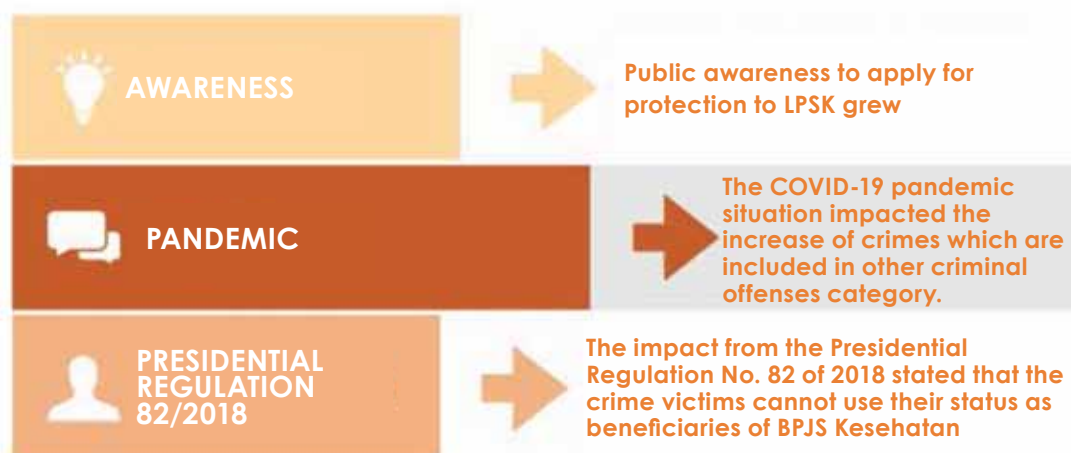 AWARENESS
Public awareness to apply for
protection to LPSK grew
PANDEMIC
The COVID-19 pandemic
situation impacted the
increase of crimes which are
included in other criminal
offenses category.
PRESIDENTIAL
REGULATION
82/2018
The impact from the Presidential
Regulation No. 82 of 2018 stated that the
crime victims cannot use their status as
beneficiaries of BPJS Kesehatan